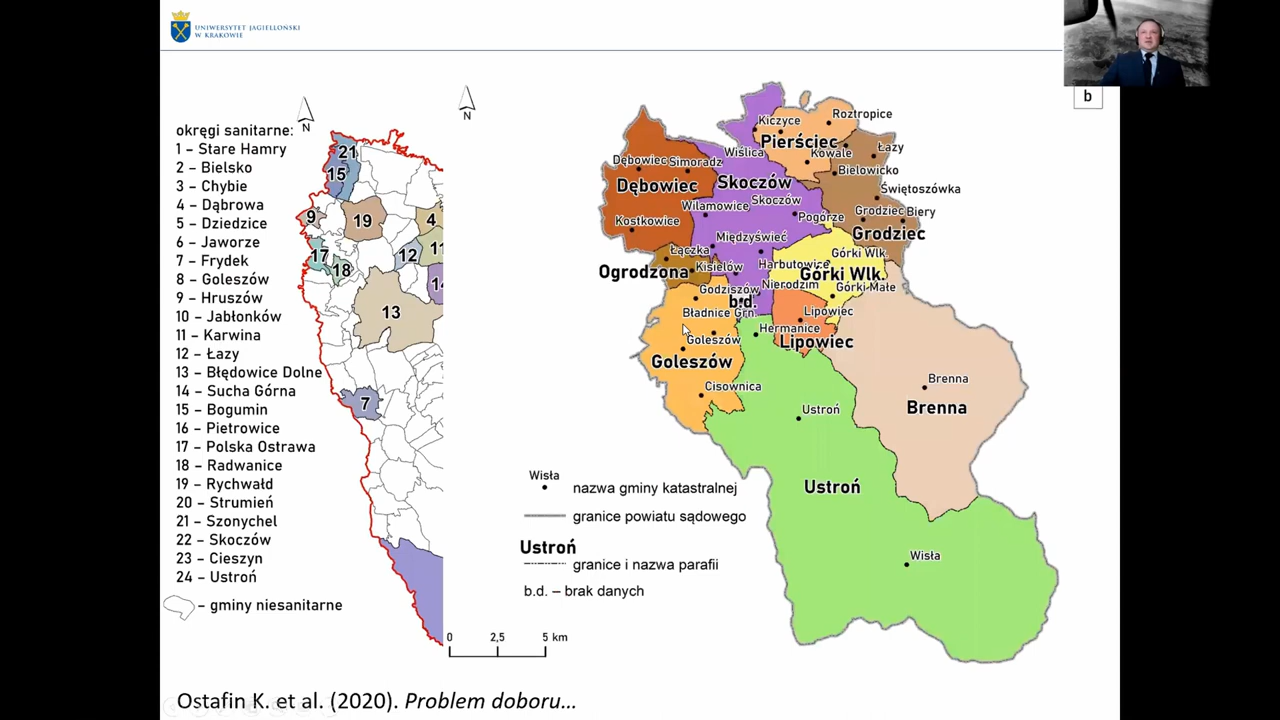 UNIWERSYTET JAGIELLOŃSKI
W KRAKOWIE
b
N
N
okręgi sanitarne:
1 – Stare Hamry
2 – Bielsko
3 – Chybie
4 – Dąbrowa
5 – Dziedzice
6 – Jaworze
7 – Frydek
8 – Goleszów
9 – Hruszów
10 – Jabłonków
11 – Karwina
12 – Łazy
13 – Błędowice Dolne
14 – Sucha Górna
15 – Bogumin
16 – Pietrowice
17 – Polska Ostrawa
18 – Radwanice
19 – Rychwałd
20 – Strumień
21 – Szonychel
22 – Skoczów
23 – Cieszyn
24 – Ustroń
– gminy niesanitarne
21
15
9
19
4
17
18
12
11
14
13
7
0 2,5 5 km
Kiczyce
Roztropice
Pierściec
Wiślica
Kowale
Łazy
Dębowiec
Simoradz
Bielowicko
Dębowiec
Skoczów
Świętoszówka
Wilamowice
Skoczów
Kostkowice
Pogórze
Grodziec
Biery
Grodziec
Międzyświeć
Łączka
Ogrodzona
Kisielów
Harbutowice
Górki Wlk.
Górki Wlk.
Godziszów
Nierodzim
Górki Małe
b.d.
Bładnice Grn.
Lipowiec
Hermanice
Goleszów
Lipowiec
Goleszów
Cisownica
Brenna
Brenna
Ustroń
Ustroń
Wisła
Wisła
nazwa gminy katastralnej
granice powiatu sądowego
Ustroń
granice i nazwa parafii
b.d. – brak danych
Ostafin K. et al. (2020). Problem doboru...